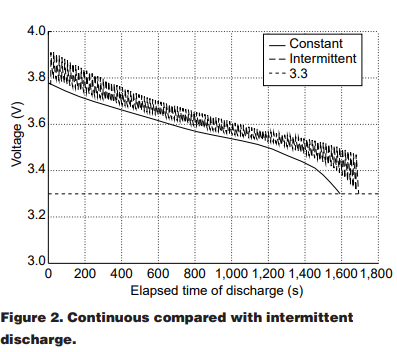 4.0
3.8
3.6
3.4
3.2
3.0
Voltage (V)
Constant
Intermittent
3.3
0 200 400 600 800 1,000 1,200 1,400 1,600 1,800
Elapsed time of discharge (s)
Figure 2. Continuous compared with intermittent
discharge.